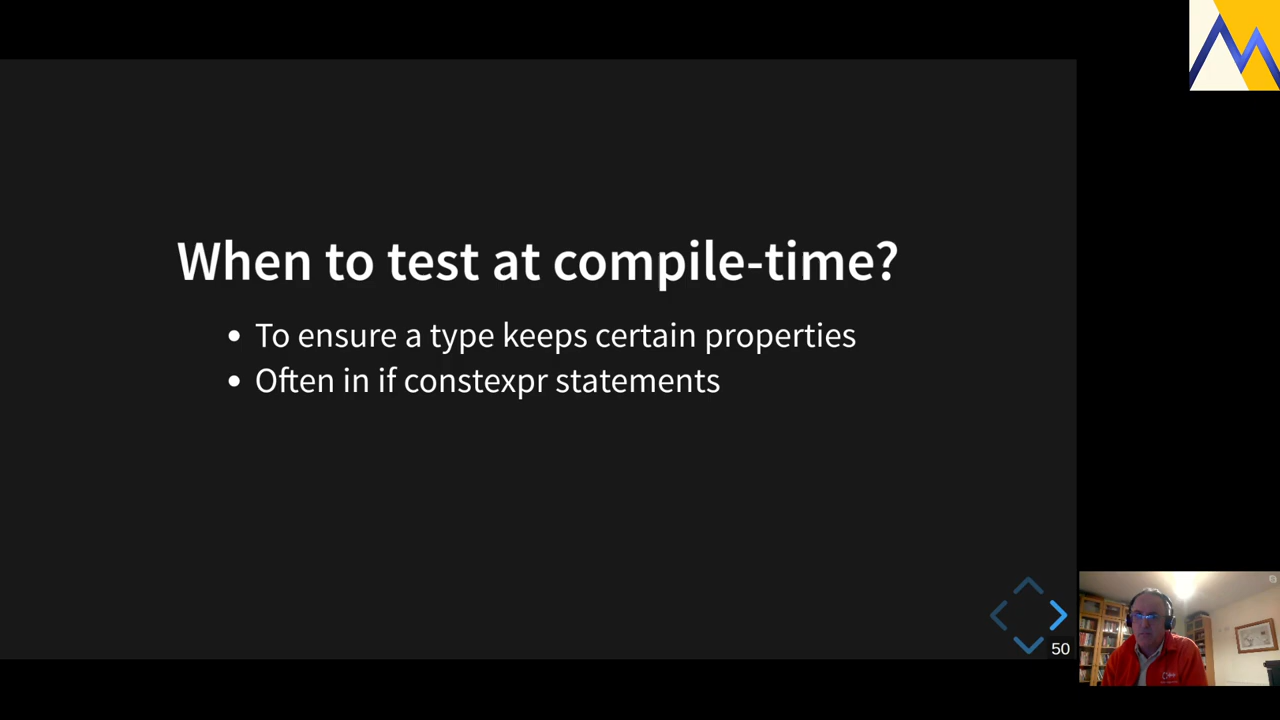 When to test at compile-time?
• To ensure a type keeps certain properties
• Often in if constexpr statements
50